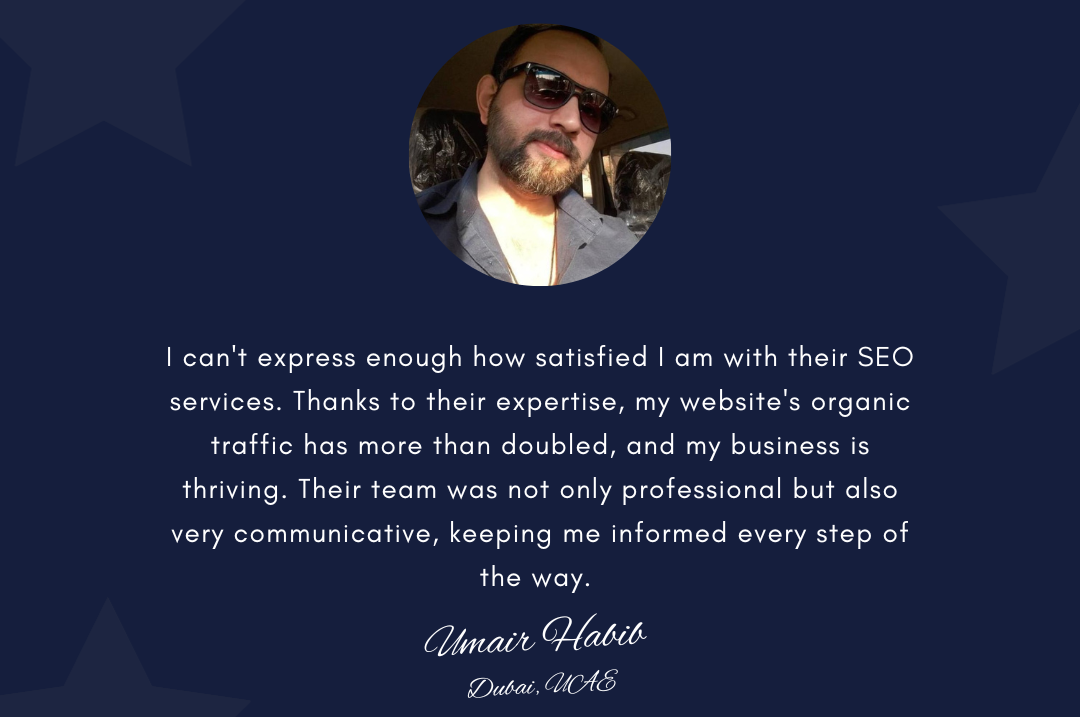 I can't express enough how satisfied I am with their SEO
services. Thanks to their expertise, my website's organic
traffic has more than doubled, and my business is
thriving. Their team was not only professional but also
very communicative, keeping me informed every step of
the way.
Umair Habib
Dubai, UAE